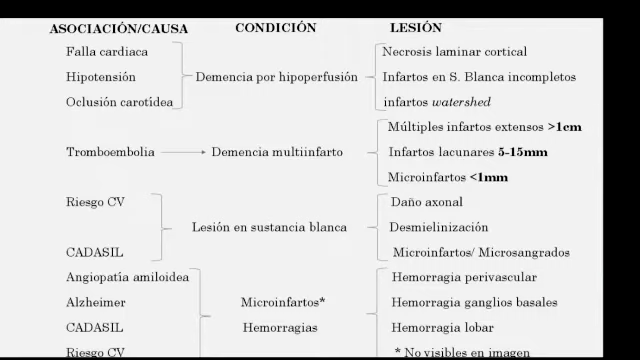 ASOCIACIÓN/CAUSA CONDICIÓN LESIÓN
Falla cardiaca Necrosis laminar cortical
Hipotensión Demencia por hipoperfusión Infartos en S. Blanca incompletos
Oclusión carotídea infartos watershed
Múltiples infartos extensos >1cm
Tromboembolia Demencia multiinfarto Infartos lacunares 5-15mm
Microinfartos <1mm
Riesgo CV Daño axonal
Lesión en sustancia blanca Desmielinización
CADASIL Microinfartos/ Microsangrados
Angiopatía amiloidea Hemorragia perivascular
Alzheimer Microinfartos* Hemorragia ganglios basales
CADASIL Hemorragias Hemorragia lobar
Riesgo CV * No visibles en imagen